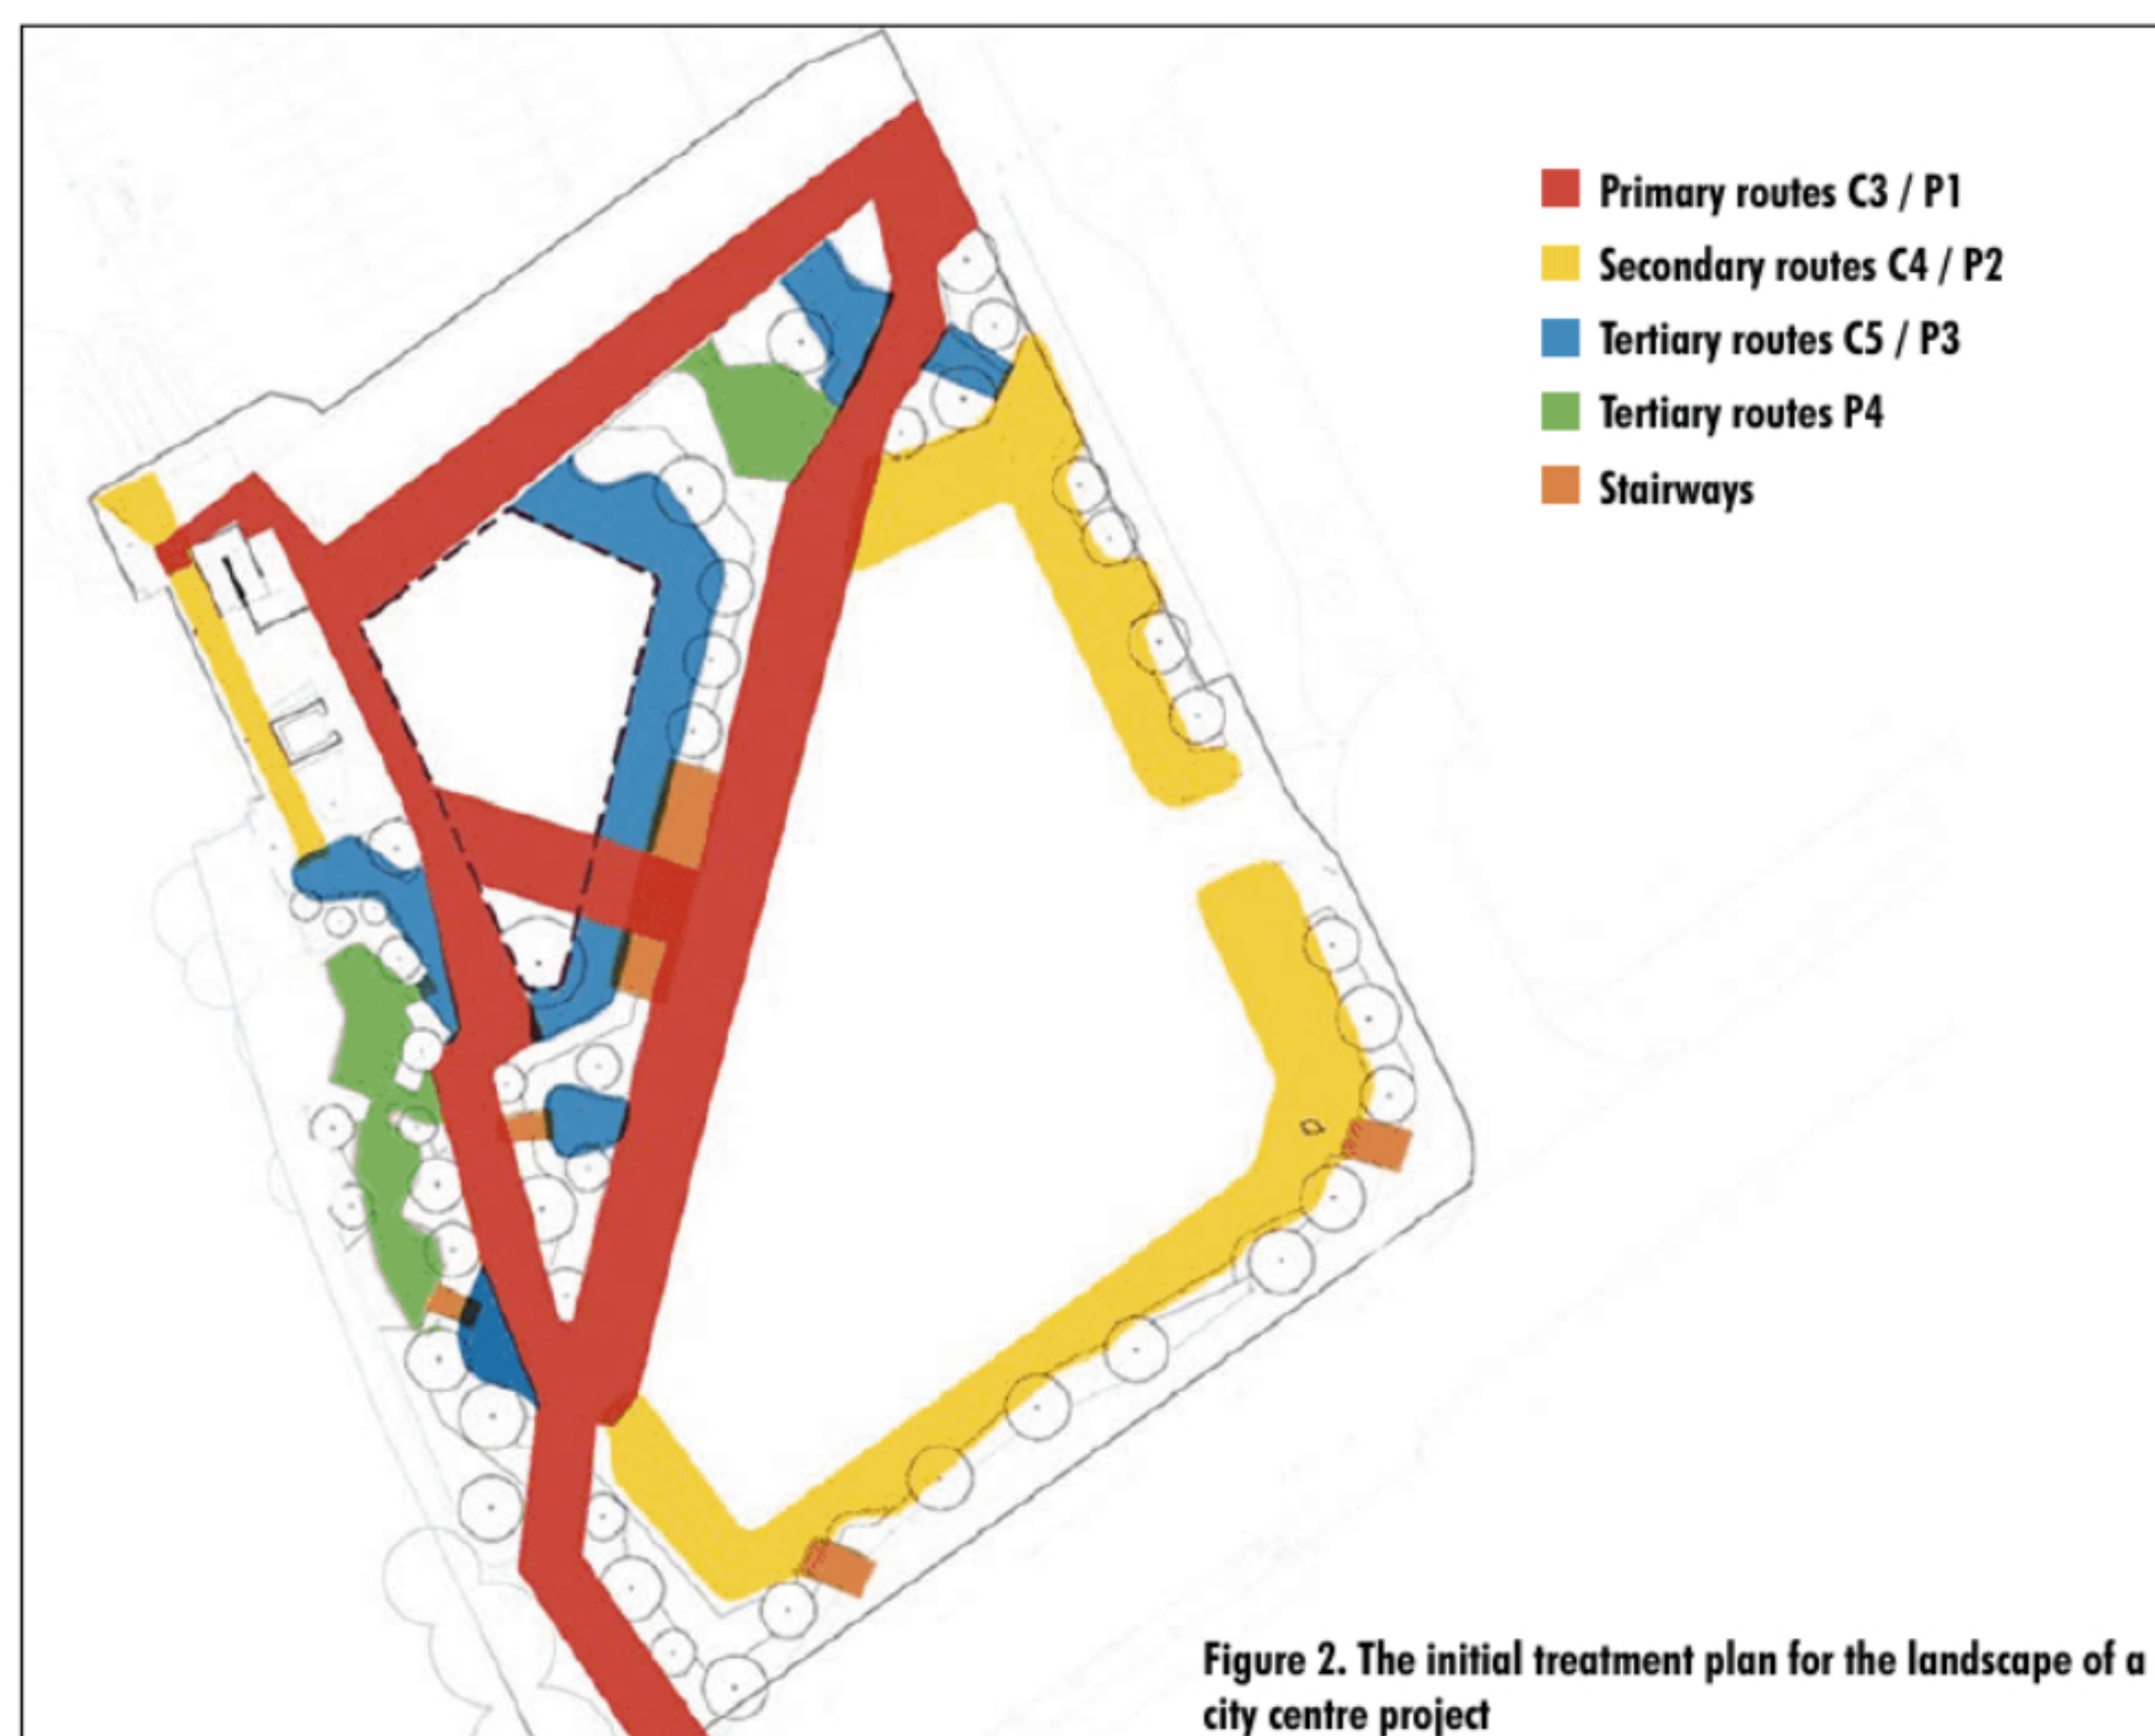 Primary routes C3 / P1
Secondary routes C4 / P2
Tertiary routes C5 / P3
Tertiary routes P4
Stairways
Figure 2. The initial treatment plan for the landscape of a
city centre project